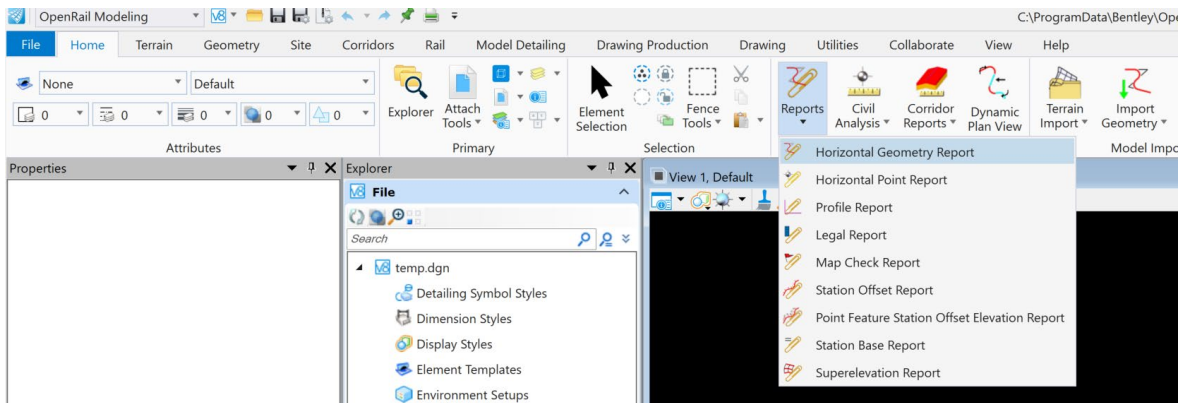 OpenRail Modeling
C:\ProgramData\Bentley\Ope
File Home Terrain Geometry Site Corridors Rail Model Detailing Drawing Production Drawing Utilities Collaborate View Help
None Default
0 0 0 0 0
Attributes
Explorer Attach Tools
Primary
Element Selection Fence Tools
Selection
Reports Civil Analysis Corridor Reports Dynamic Plan View
Terrain Import Import Geometry
Model Impo
Horizontal Geometry Report
Horizontal Point Report
Profile Report
Legal Report
Map Check Report
Station Offset Report
Point Feature Station Offset Elevation Report
Station Base Report
Superelevation Report
Properties
Explorer
File
Search
temp.dgn
Detailing Symbol Styles
Dimension Styles
Display Styles
Element Templates
Environment Setups
View 1, Default